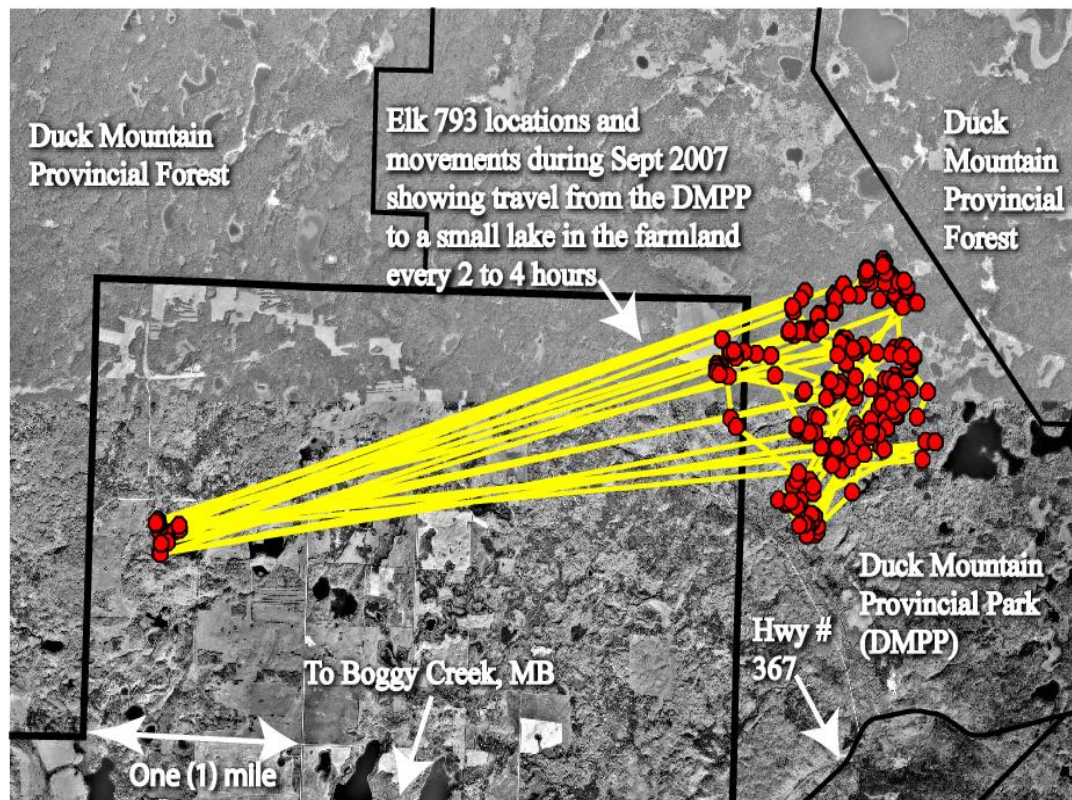 Duck Mountain
Provincial Forest
Elk 793 locations and
movements during Sept 2007
showing travel from the DMPP
to a small lake in the farmland
every 2 to 4 hours
Duck
Mountain
Provincial
Forest
Duck Mountain
Provincial Park
(DMPP)
Hwy #
367
To Boggy Creek, MB
One (1) mile